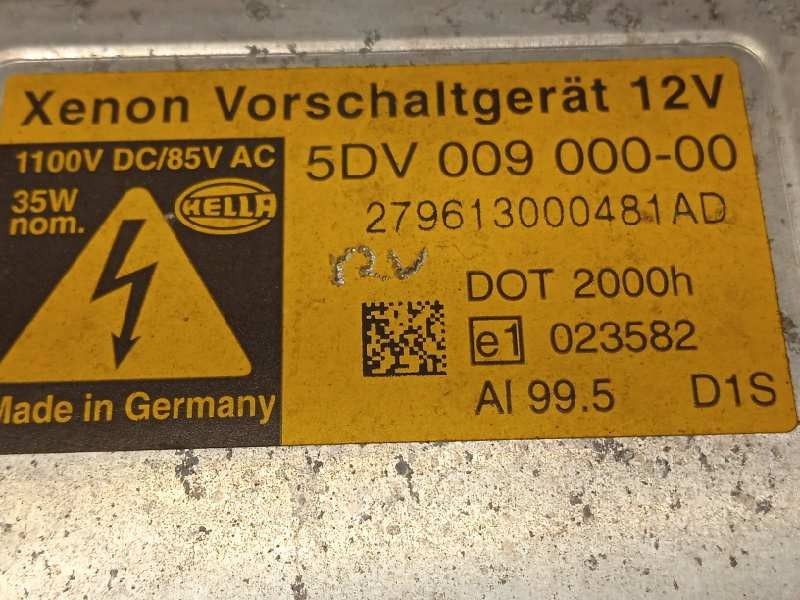 Xenon Vorschaltgerät 12V
1100V DC/85V AC
35W
nom.
HELLA
Made in Germany
5DV 009 000-00
279613000481AD
DOT 2000h
e1 023582
Al 99.5 D1S